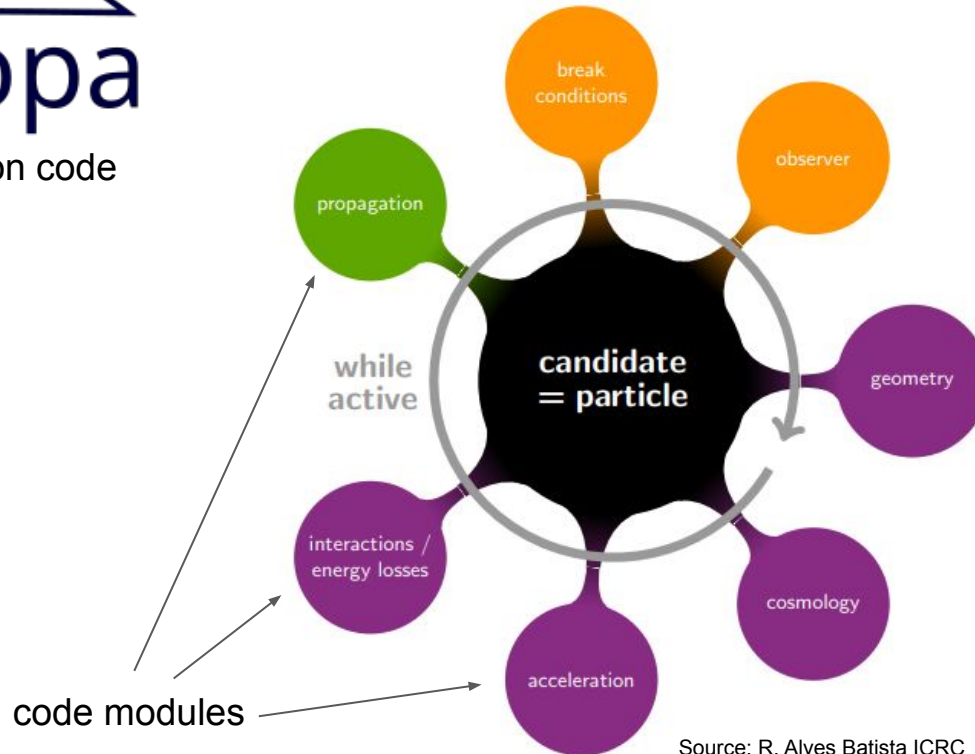 opa
on code
break
conditions
observer
propagation
geometry
while
active
candidate
= particle
interactions /
energy losses
cosmology
acceleration
code modules
Source: R. Alves Batista ICRC